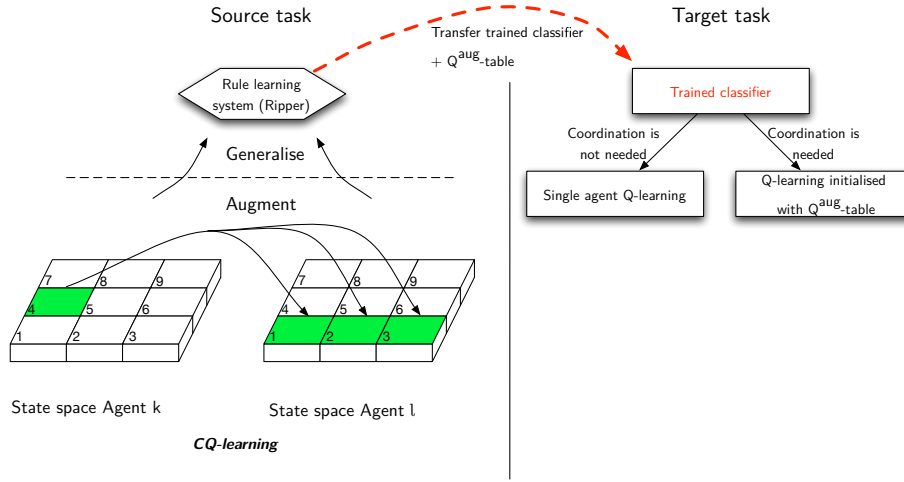 Source task
Target task
Transfer trained classifier
+ Q^aug-table
Rule learning
system (Ripper)
Trained classifier
Coordination is
not needed
Coordination is
needed
Generalise
Single agent Q-learning
Q-learning initialised
with Q^aug-table
Augment
7 8 9
4 5 6
1 2 3
7 8 9
4 5 6
1 2 3
State space Agent k
State space Agent l
CQ-learning